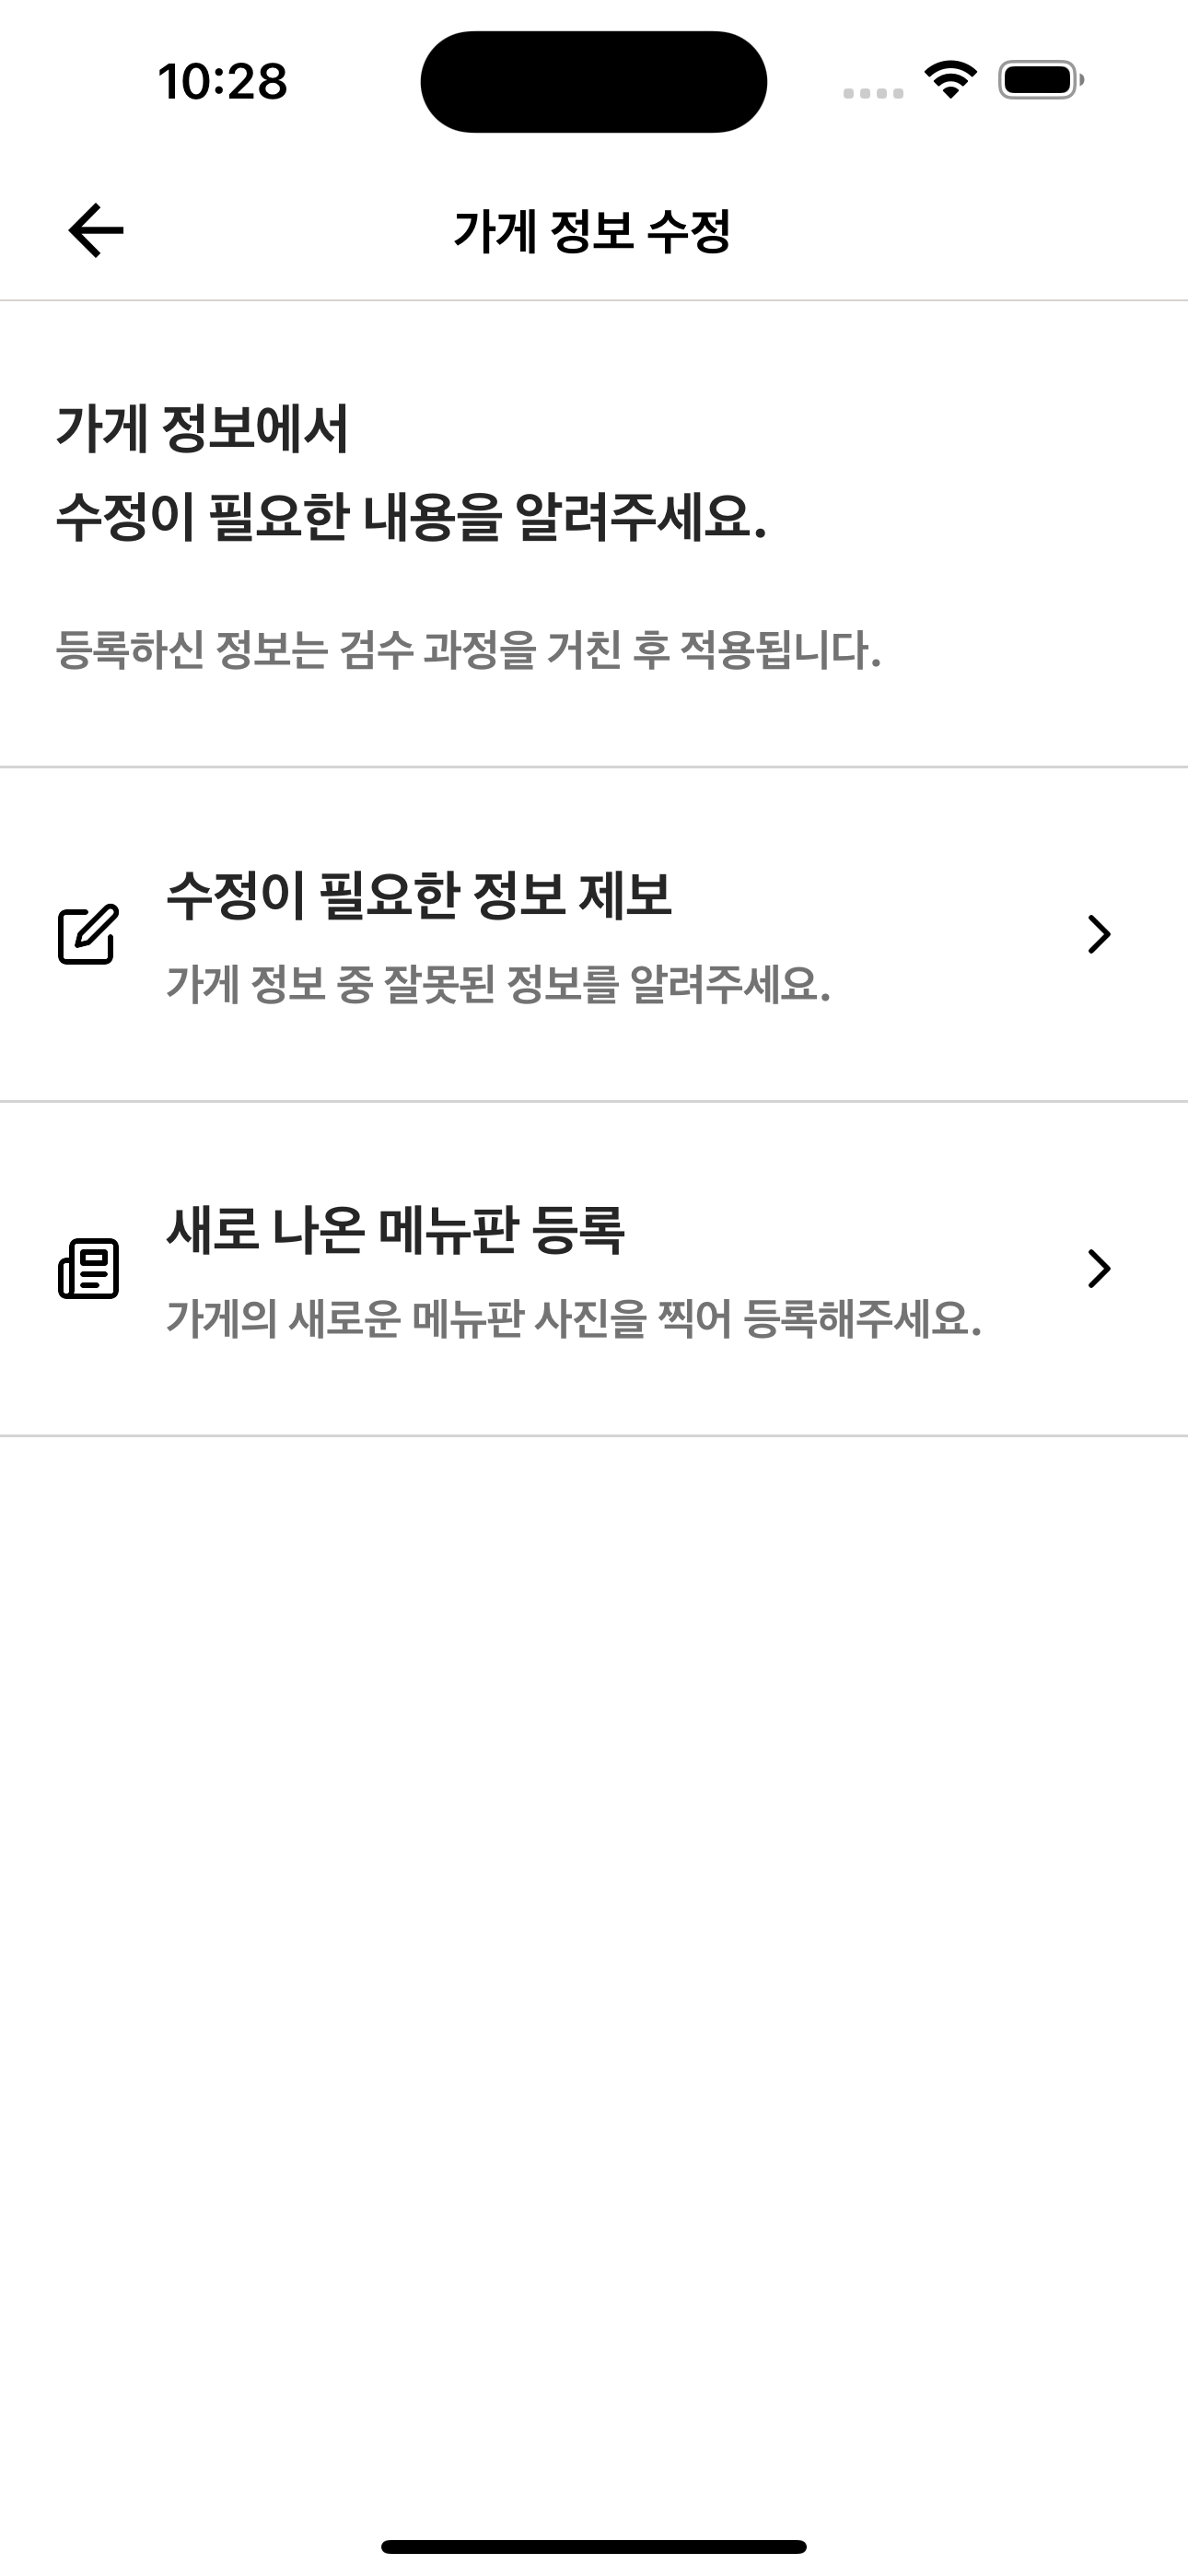 10:28
가게 정보 수정
가게 정보에서
수정이 필요한 내용을 알려주세요.
등록하신 정보는 검수 과정을 거친 후 적용됩니다.
수정이 필요한 정보 제보
가게 정보 중 잘못된 정보를 알려주세요.
새로 나온 메뉴판 등록
가게의 새로운 메뉴판 사진을 찍어 등록해주세요.